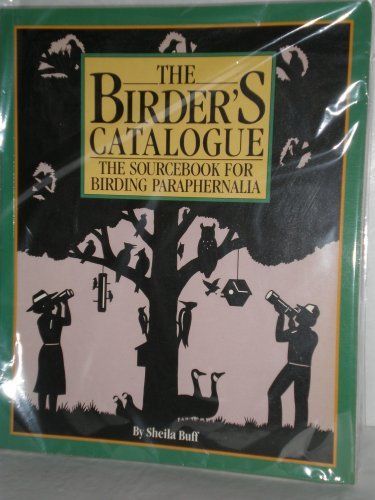 THE
BIRDER'S
CATALOGUE
THE SOURCEBOOK FOR
BIRDING PARAPHERNALIA
By Sheila Buff